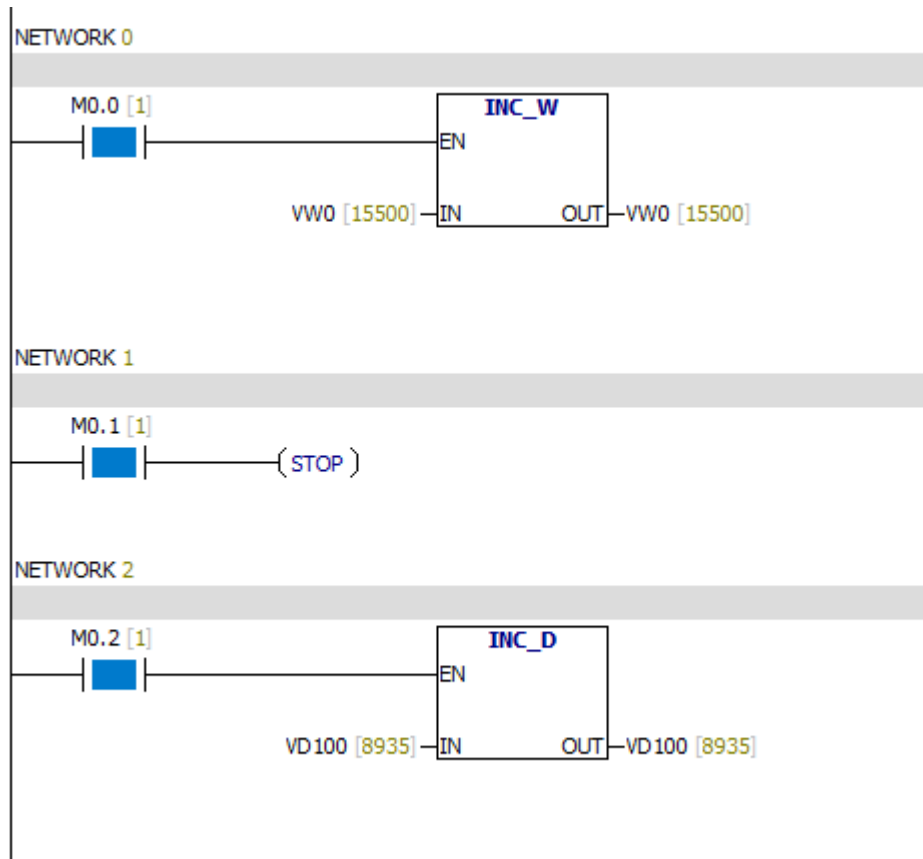 NETWORK 0
M0.0 [1]
INC_W
EN
VW0 [15500] IN OUT VW0 [15500]
NETWORK 1
M0.1 [1]
( STOP )
NETWORK 2
M0.2 [1]
INC_D
EN
VD100 [8935] IN OUT VD100 [8935]